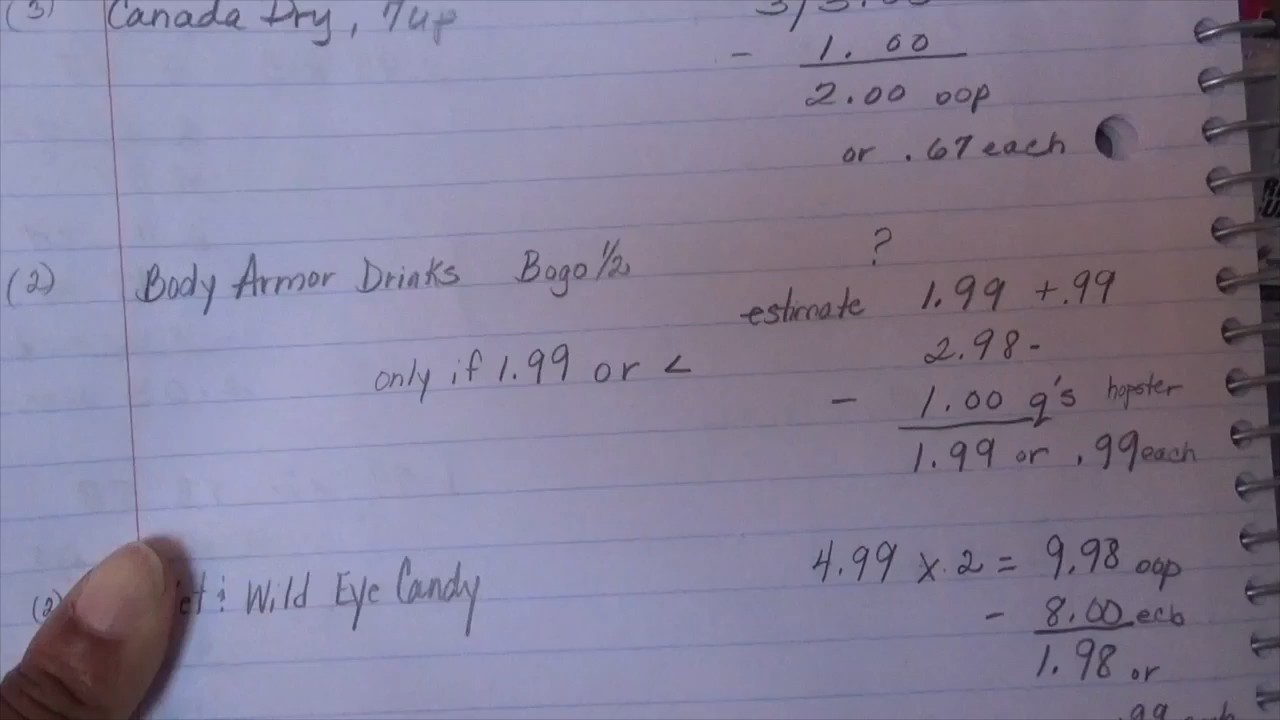 (3) Canada Dry, 7up
- 1.00
2.00 oop
or .67 each
(2) Body Armor Drinks Bogo 1/2 ?
estimate 1.99 + .99
only if 1.99 or < 2.98 -
- 1.00 q's hopster
1.99 or .99 each
(2) et & Wild Eye Candy 4.99 x 2 = 9.98 oop
- 8.00 ecb
1.98 or
.99